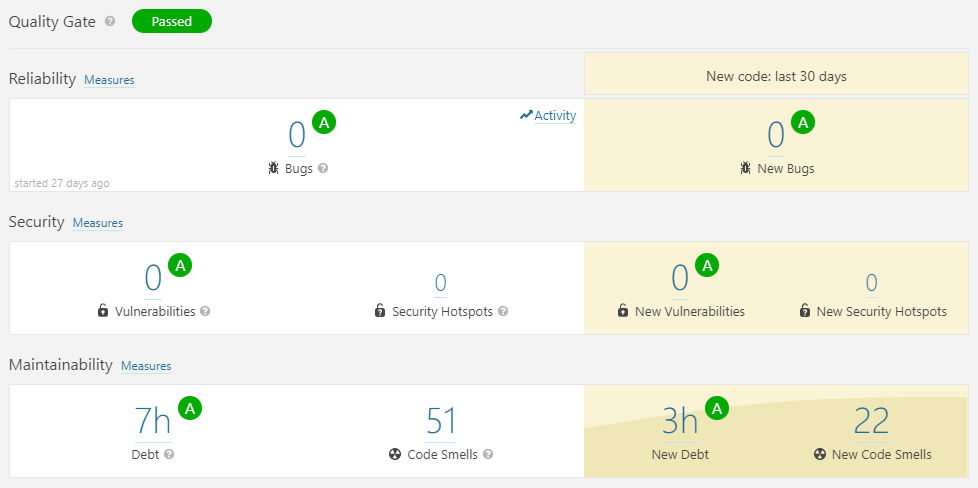 Quality Gate ? Passed
Reliability Measures
New code: last 30 days
Activity
0 A
Bugs ?
started 27 days ago
0 A
New Bugs
Security Measures
0 A
Vulnerabilities ?
0
Security Hotspots ?
0 A
New Vulnerabilities
0
New Security Hotspots
Maintainability Measures
7h A
Debt ?
51
Code Smells ?
3h A
New Debt
22
New Code Smells